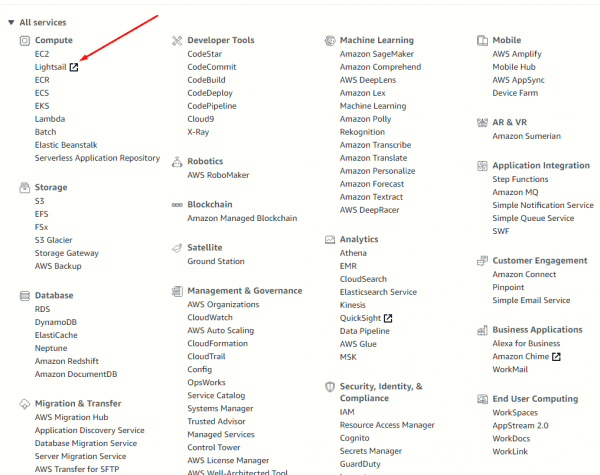 All services
Compute
EC2
Lightsail
ECR
ECS
EKS
Lambda
Batch
Elastic Beanstalk
Serverless Application Repository
Storage
S3
EFS
FSx
S3 Glacier
Storage Gateway
AWS Backup
Database
RDS
DynamoDB
ElastiCache
Neptune
Amazon Redshift
Amazon DocumentDB
Migration & Transfer
AWS Migration Hub
Application Discovery Service
Database Migration Service
Server Migration Service
AWS Transfer for SFTP
Developer Tools
CodeStar
CodeCommit
CodeBuild
CodeDeploy
CodePipeline
Cloud9
X-Ray
Robotics
AWS RoboMaker
Blockchain
Amazon Managed Blockchain
Satellite
Ground Station
Management & Governance
AWS Organizations
CloudWatch
AWS Auto Scaling
CloudFormation
CloudTrail
Config
OpsWorks
Service Catalog
Systems Manager
Trusted Advisor
Managed Services
Control Tower
AWS License Manager
AWS Well-Architected Tool
Machine Learning
Amazon SageMaker
Amazon Comprehend
AWS DeepLens
Amazon Lex
Machine Learning
Amazon Polly
Rekognition
Amazon Transcribe
Amazon Translate
Amazon Personalize
Amazon Forecast
Amazon Textract
AWS DeepRacer
Analytics
Athena
EMR
CloudSearch
Elasticsearch Service
Kinesis
QuickSight
Data Pipeline
AWS Glue
MSK
Security, Identity, &
Compliance
IAM
Resource Access Manager
Cognito
Secrets Manager
GuardDuty
Mobile
AWS Amplify
Mobile Hub
AWS AppSync
Device Farm
AR & VR
Amazon Sumerian
Application Integration
Step Functions
Amazon MQ
Simple Notification Service
Simple Queue Service
SWF
Customer Engagement
Amazon Connect
Pinpoint
Simple Email Service
Business Applications
Alexa for Business
Amazon Chime
WorkMail
End User Computing
WorkSpaces
AppStream 2.0
WorkDocs
WorkLink